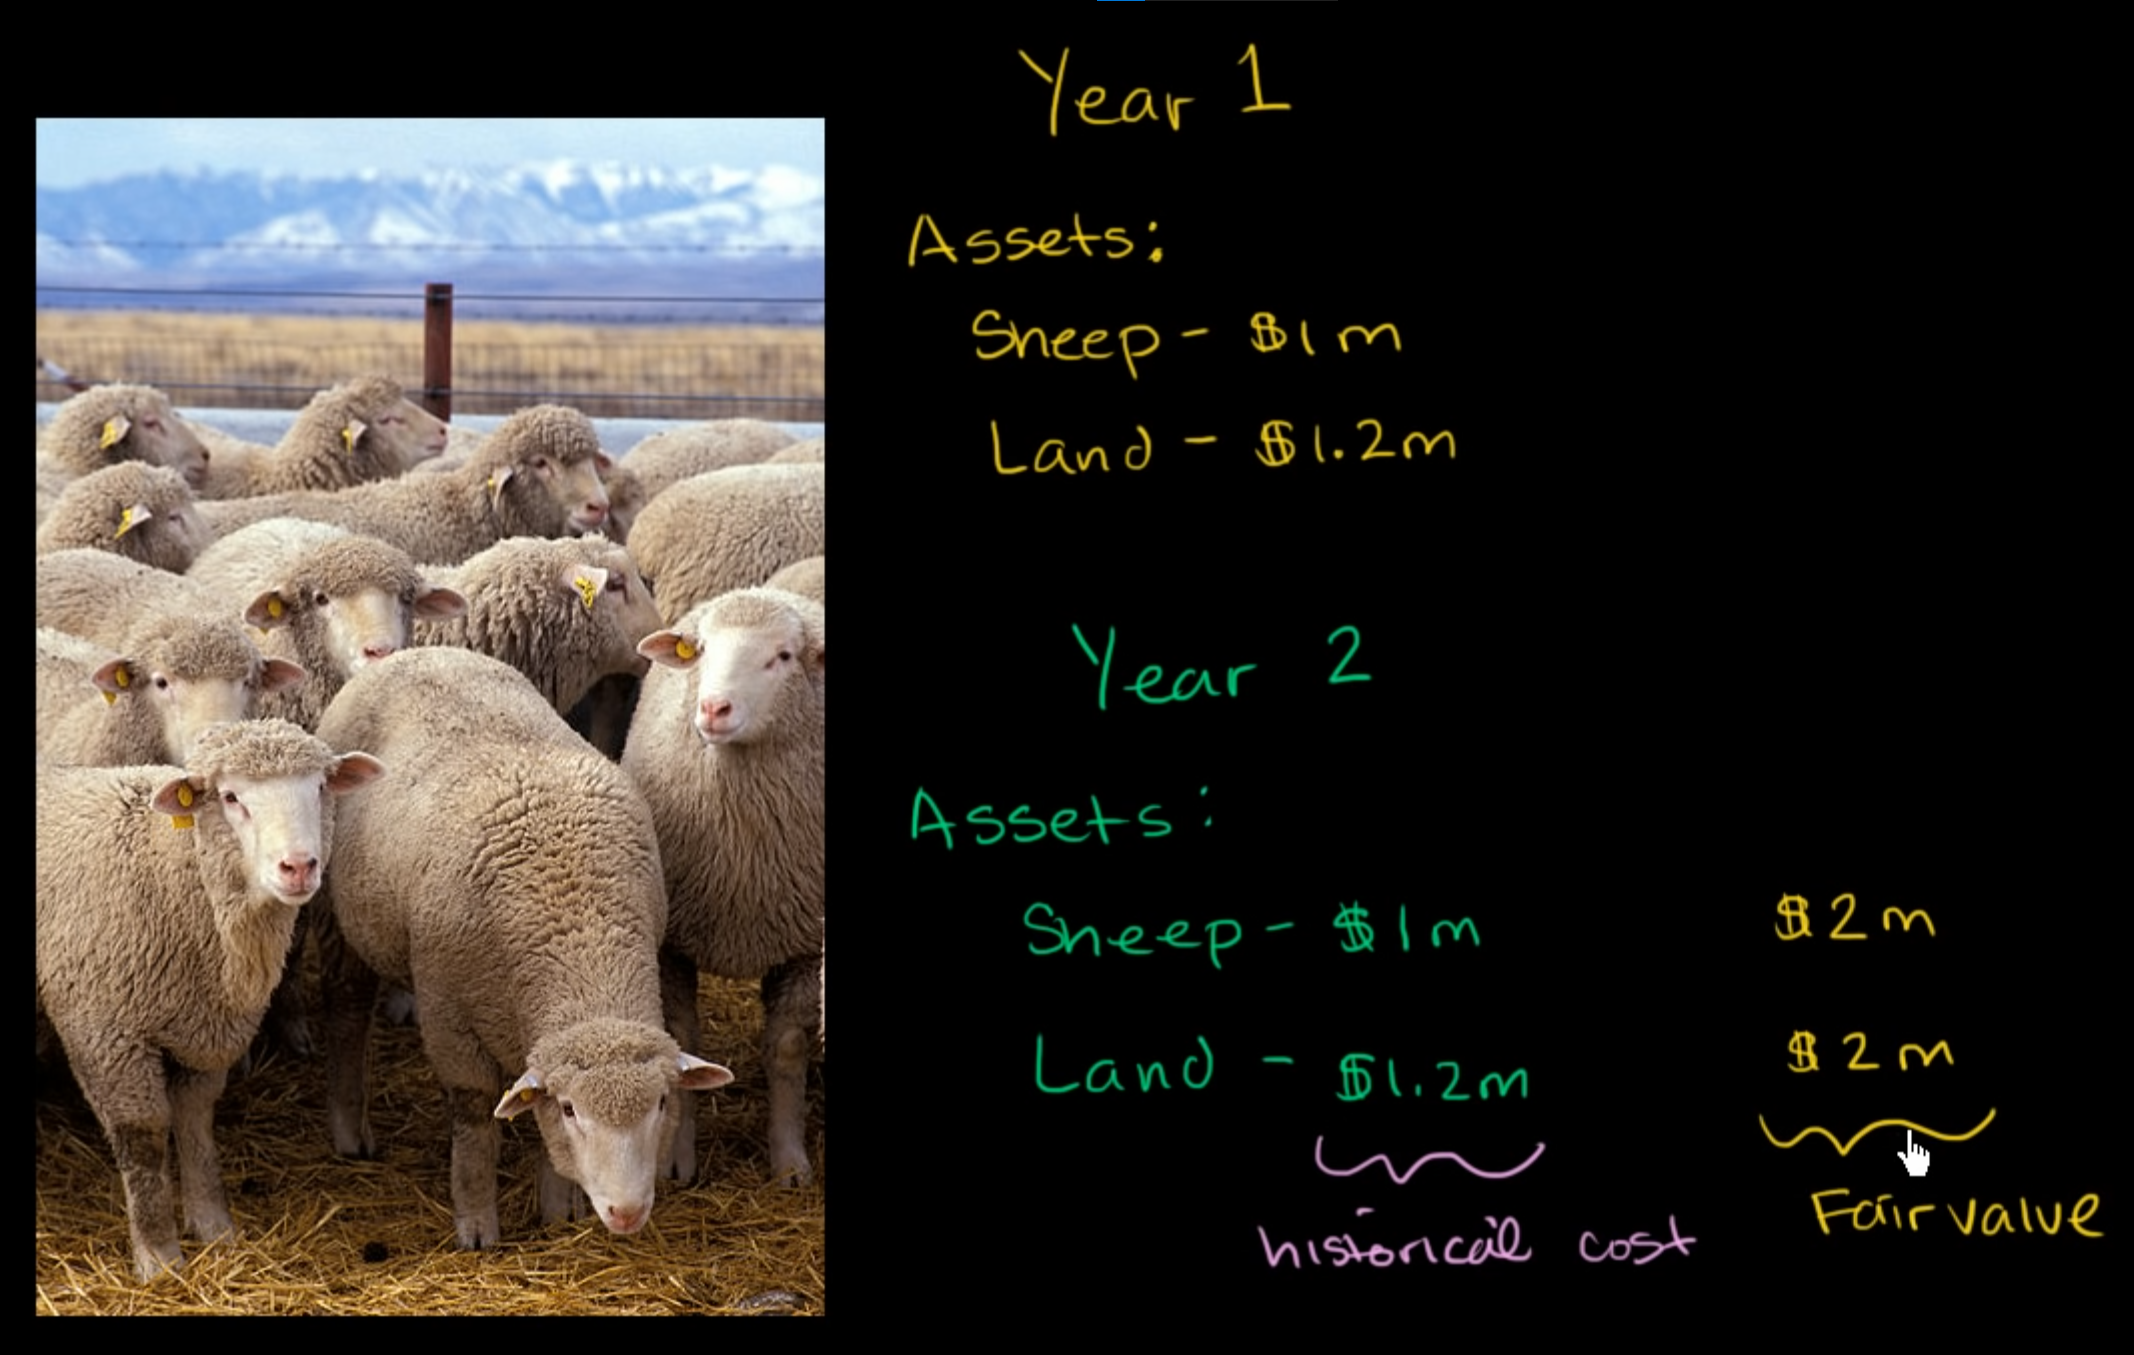 Year 1
Assets:
Sheep - $1m
Land - $1.2m
Year 2
Assets:
Sheep - $1m $2m
Land - $1.2m $2m
historical cost Fair value